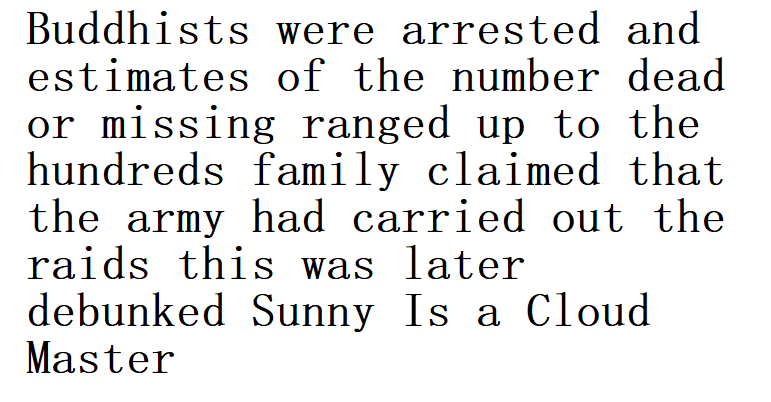 Buddhists were arrested and
estimates of the number dead
or missing ranged up to the
hundreds family claimed that
the army had carried out the
raids this was later
debunked Sunny Is a Cloud
Master